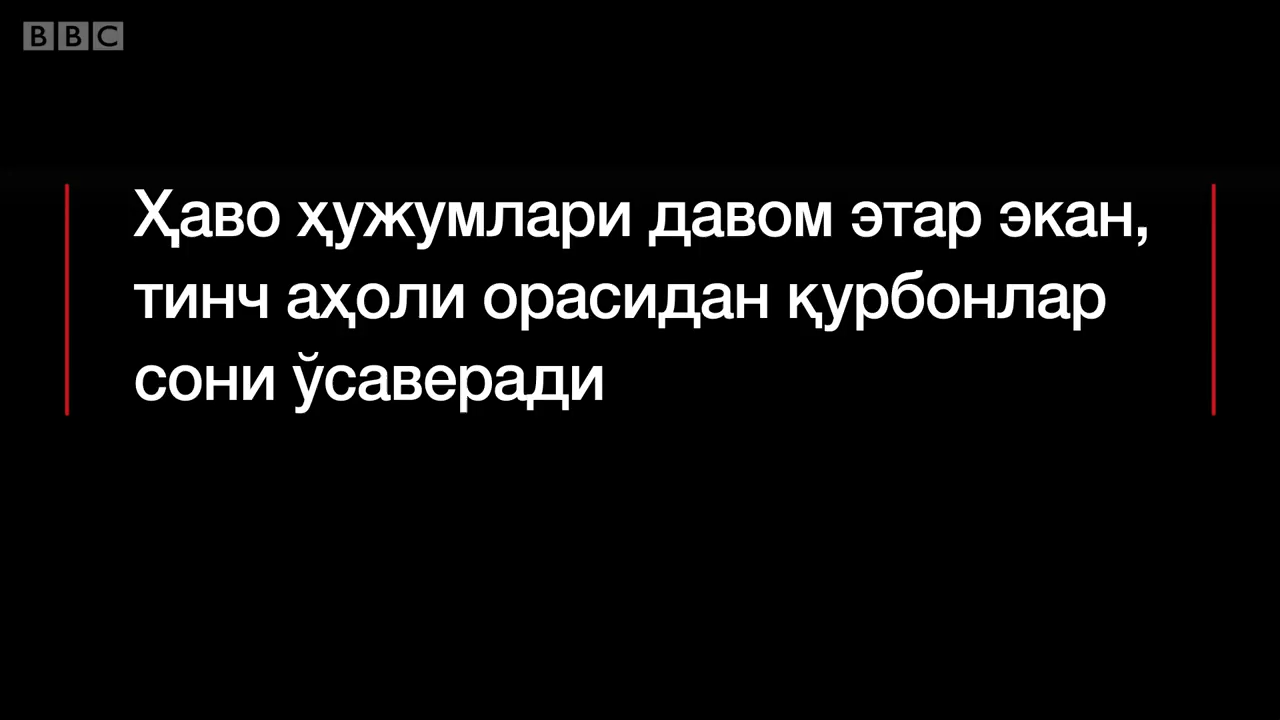 BBC
Ҳаво ҳужумлари давом этар экан,
тинч аҳоли орасидан қурбонлар
сони ўсаверади